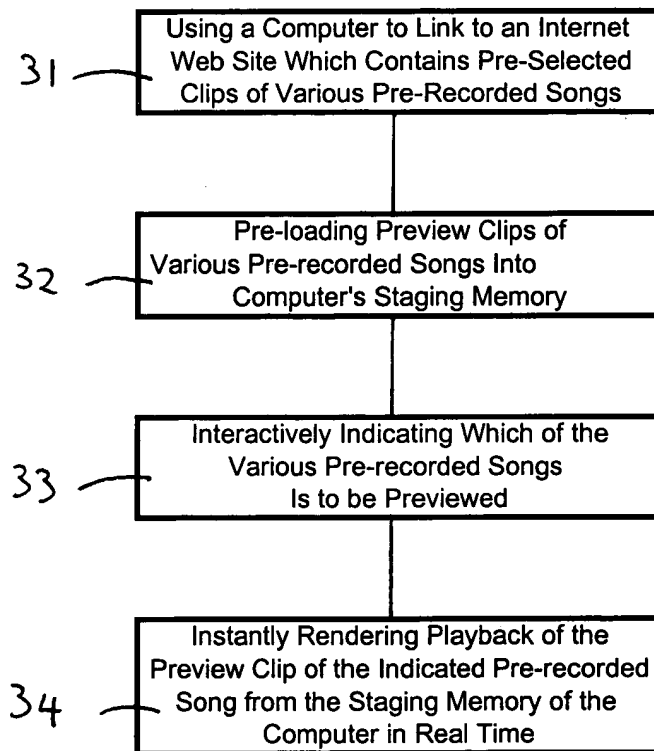 Using a Computer to Link to an Internet
31
Web Site Which Contains Pre-Selected
Clips of Various Pre-Recorded Songs
Pre-loading Preview Clips of
32
Various Pre-recorded Songs Into
Computer's Staging Memory
Interactively Indicating Which of the
33
Various Pre-recorded Songs
Is to be Previewed
Instantly Rendering Playback of the
Preview Clip of the Indicated Pre-recorded
34
Song from the Staging Memory of the
Computer in Real Time